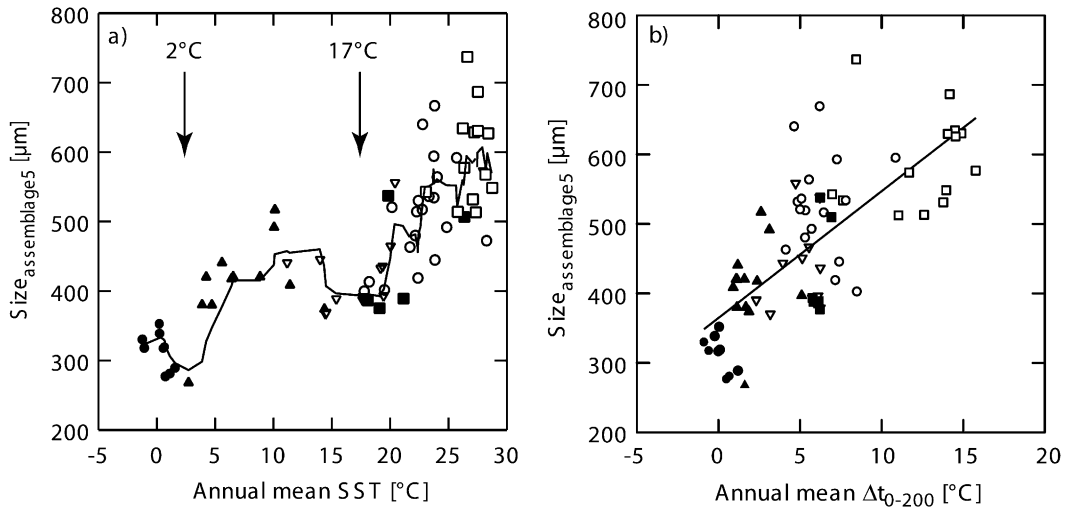 800
700
600
500
400
300
200
Size assemblage5 [µm]
a)
2°C
17°C
-5 0 5 10 15 20 25 30
Annual mean SST [°C]
800
700
600
500
400
300
200
Size assemblage5 [µm]
b)
-5 0 5 10 15 20
Annual mean Δt0-200 [°C]